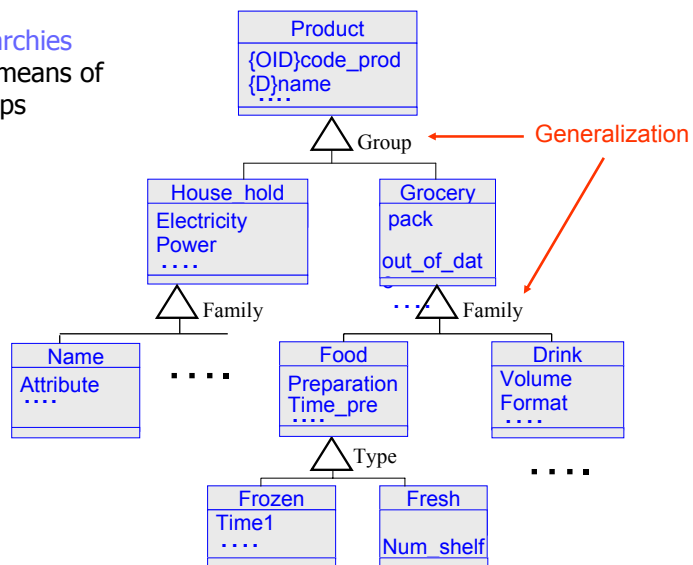 archies
means of
ps
Product
{OID}code_prod
{D}name
....
Group
Generalization
House_hold
Electricity
Power
....
Grocery
pack
out_of_dat
....
Family
Family
Name
Attribute
....
....
Food
Preparation
Time_pre
....
Drink
Volume
Format
....
....
Type
Frozen
Time1
....
Fresh
Num_shelf